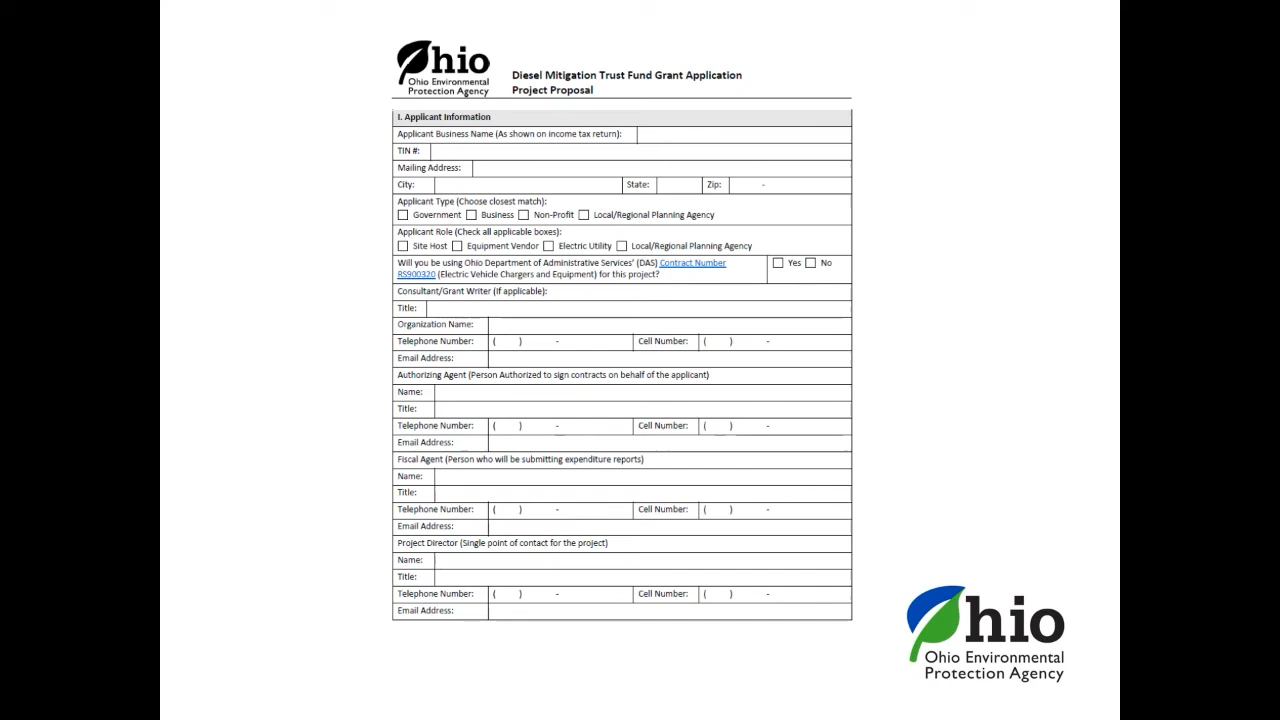 Ohio
Ohio Environmental
Protection Agency
Diesel Mitigation Trust Fund Grant Application
Project Proposal
I. Applicant Information
Applicant Business Name (As shown on income tax return):
TIN #:
Mailing Address:
City: State: Zip: -
Applicant Type (Choose closest match):
Government Business Non-Profit Local/Regional Planning Agency
Applicant Role (Check all applicable boxes):
Site Host Equipment Vendor Electric Utility Local/Regional Planning Agency
Will you be using Ohio Department of Administrative Services' (DAS) Contract Number
RS900320 (Electric Vehicle Chargers and Equipment) for this project?
Yes No
Consultant/Grant Writer (If applicable):
Title:
Organization Name:
Telephone Number: ( ) - Cell Number: ( ) -
Email Address:
Authorizing Agent (Person Authorized to sign contracts on behalf of the applicant)
Name:
Title:
Telephone Number: ( ) - Cell Number: ( ) -
Email Address:
Fiscal Agent (Person who will be submitting expenditure reports)
Name:
Title:
Telephone Number: ( ) - Cell Number: ( ) -
Email Address:
Project Director (Single point of contact for the project)
Name:
Title:
Telephone Number: ( ) - Cell Number: ( ) -
Email Address:
Ohio
Ohio Environmental
Protection Agency